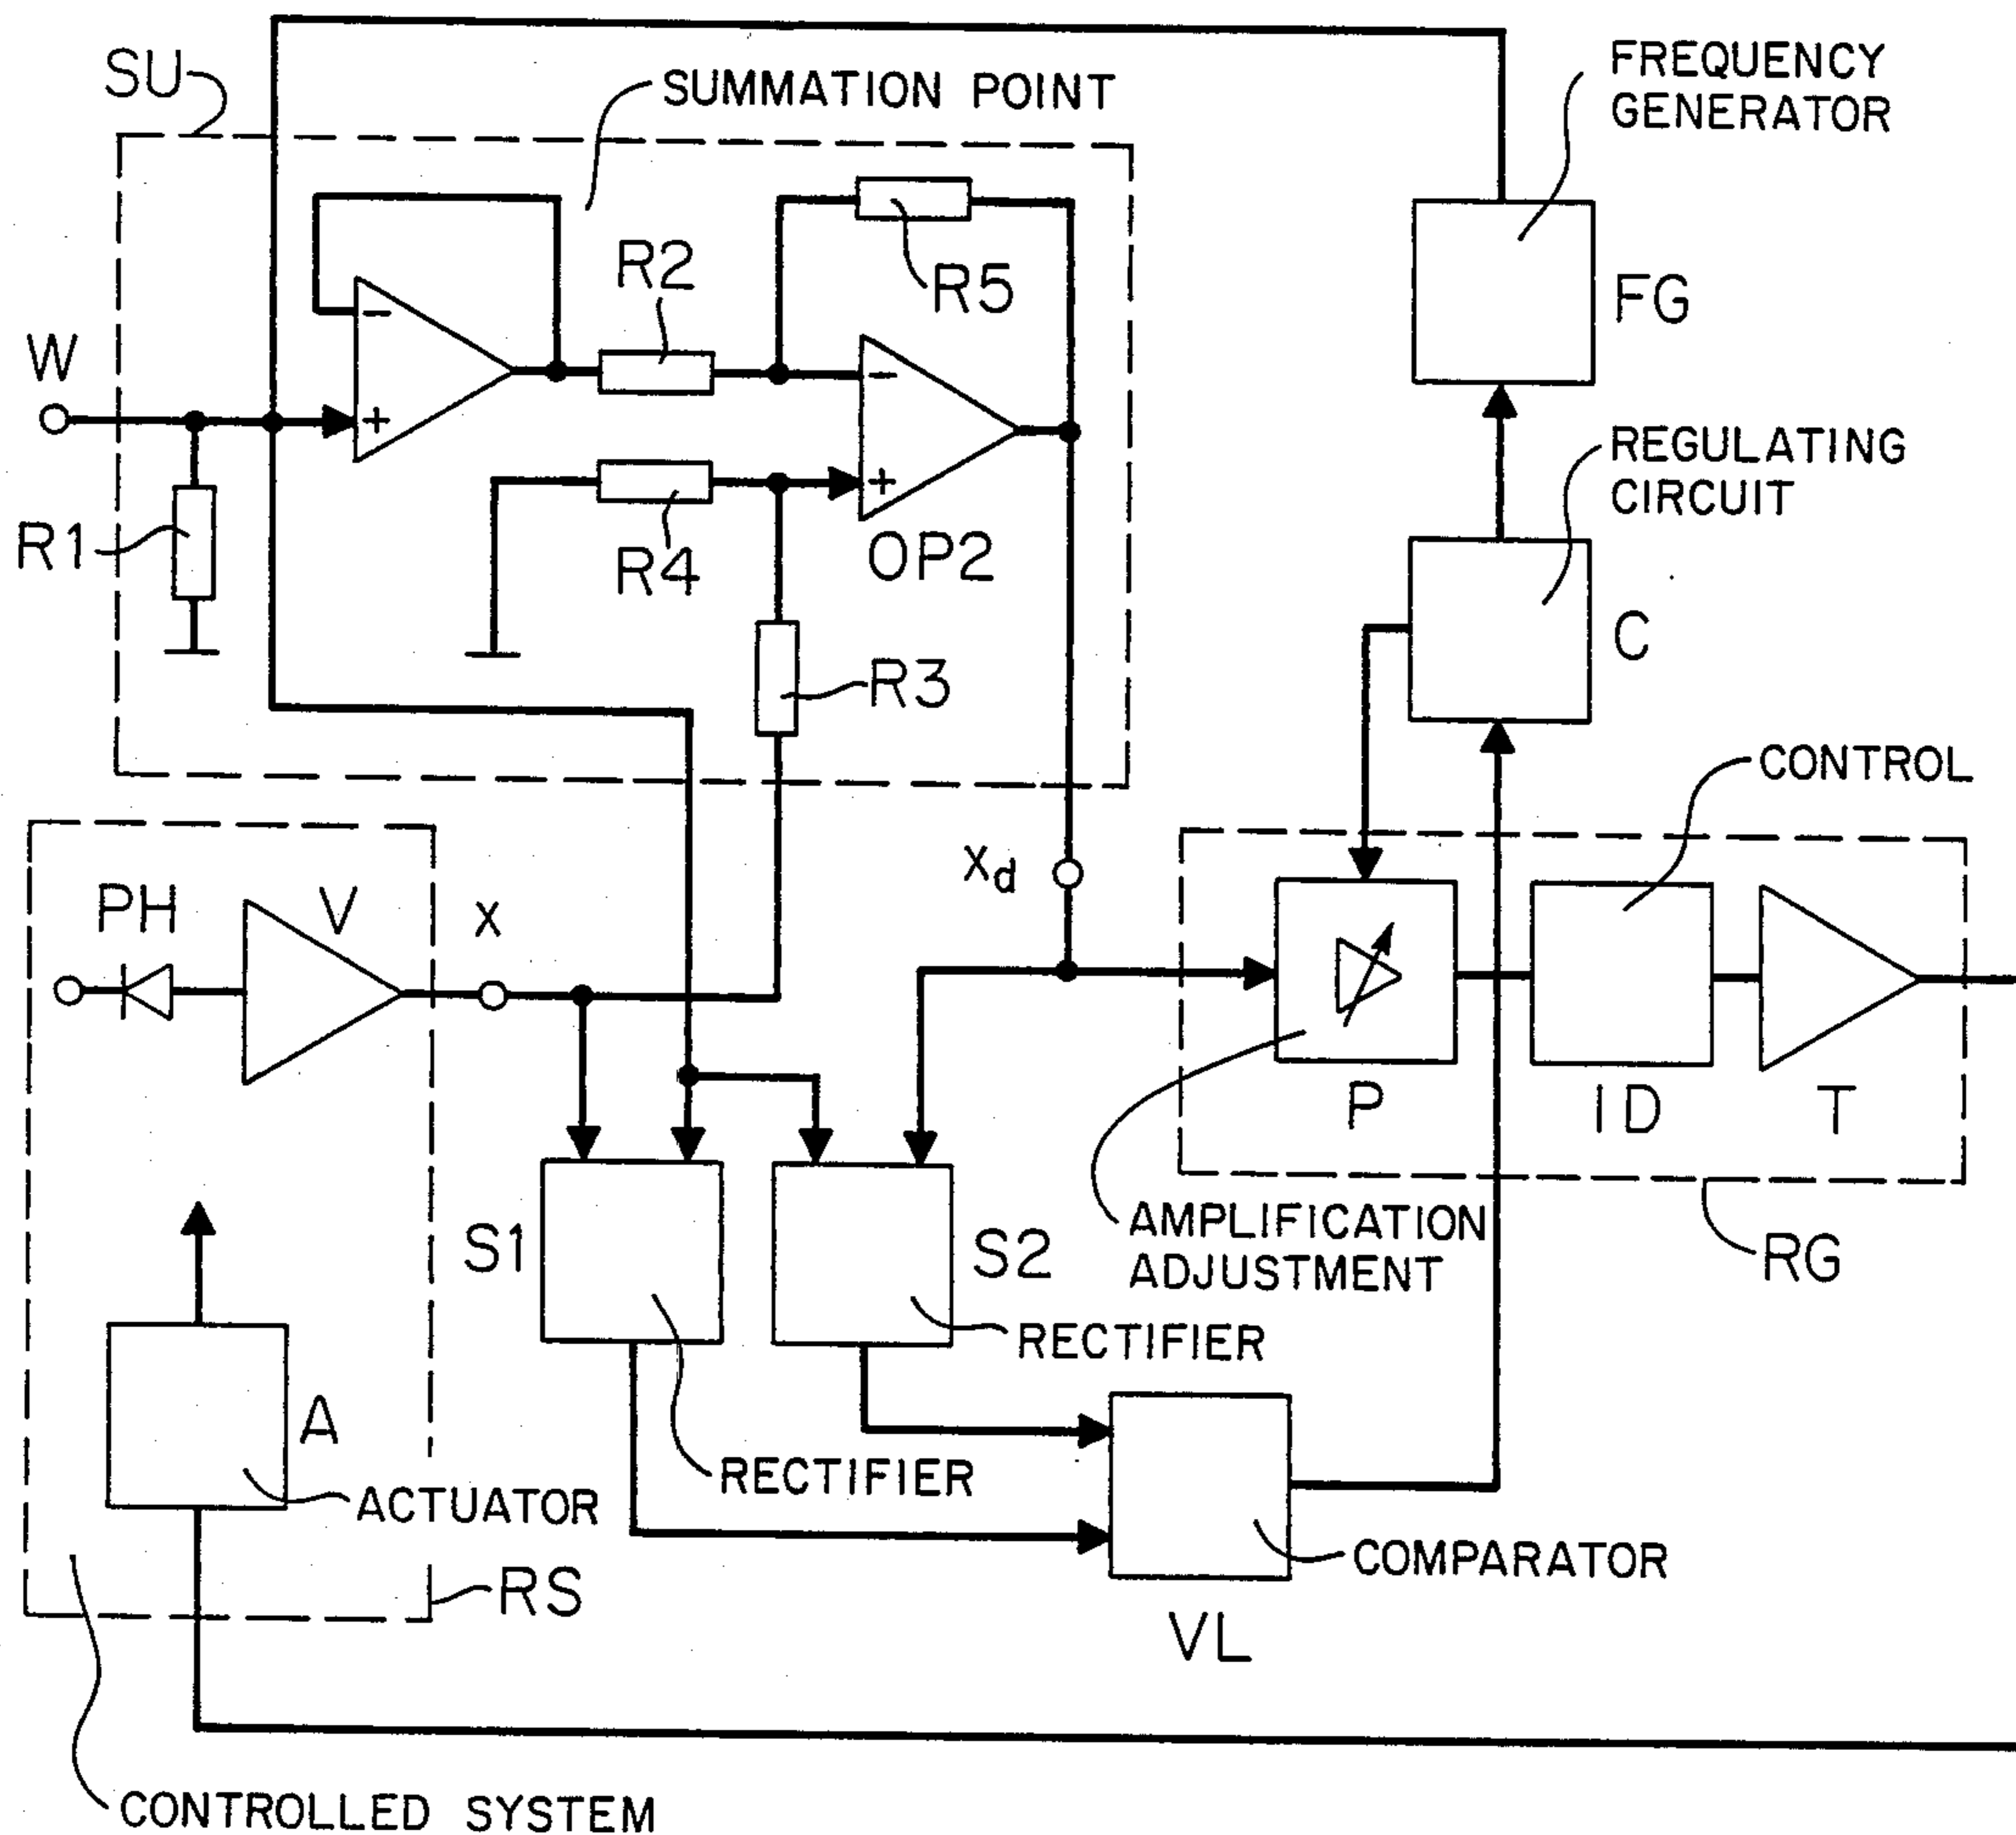 SU
SUMMATION POINT
FREQUENCY
GENERATOR
R2
R5
FG
W
-
-
+
+
REGULATING
CIRCUIT
R1
R4
OP2
C
R3
CONTROL
PH
V
x
xd
P
ID
T
AMPLIFICATION
ADJUSTMENT
RG
S1
S2
RECTIFIER
A
RECTIFIER
ACTUATOR
COMPARATOR
RS
VL
CONTROLLED SYSTEM